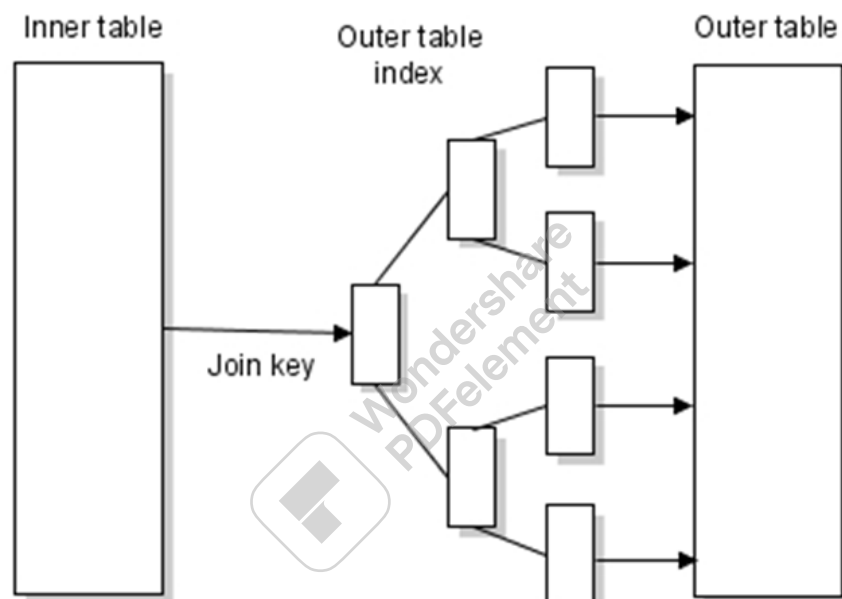 Inner table
Outer table
index
Outer table
Join key
Wondershare
PDFelement